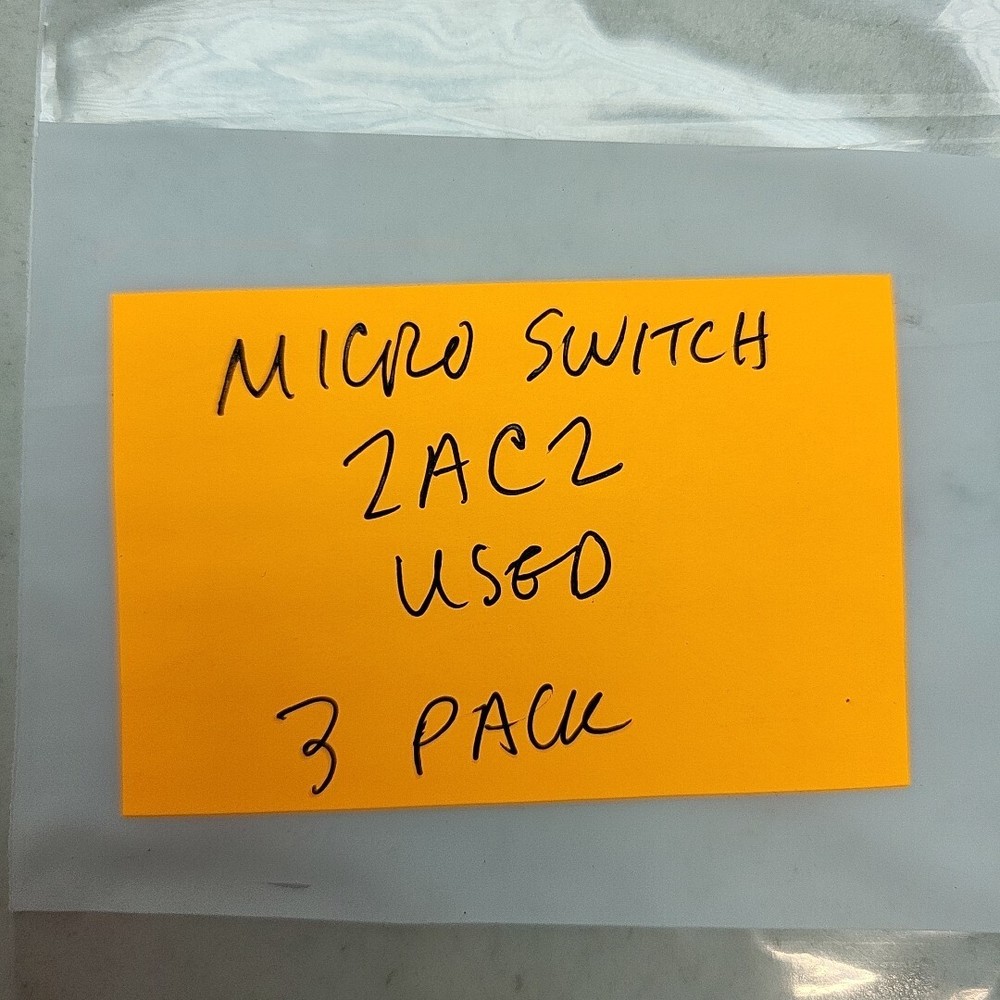 MICRO SWITCH
2AC2
USED
3 PACK